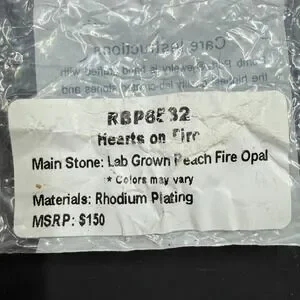 Care Instructions
RBP6E32
Hearts on Fire
Main Stone: Lab Grown Peach Fire Opal
* Colors may vary
Materials: Rhodium Plating
MSRP: $150